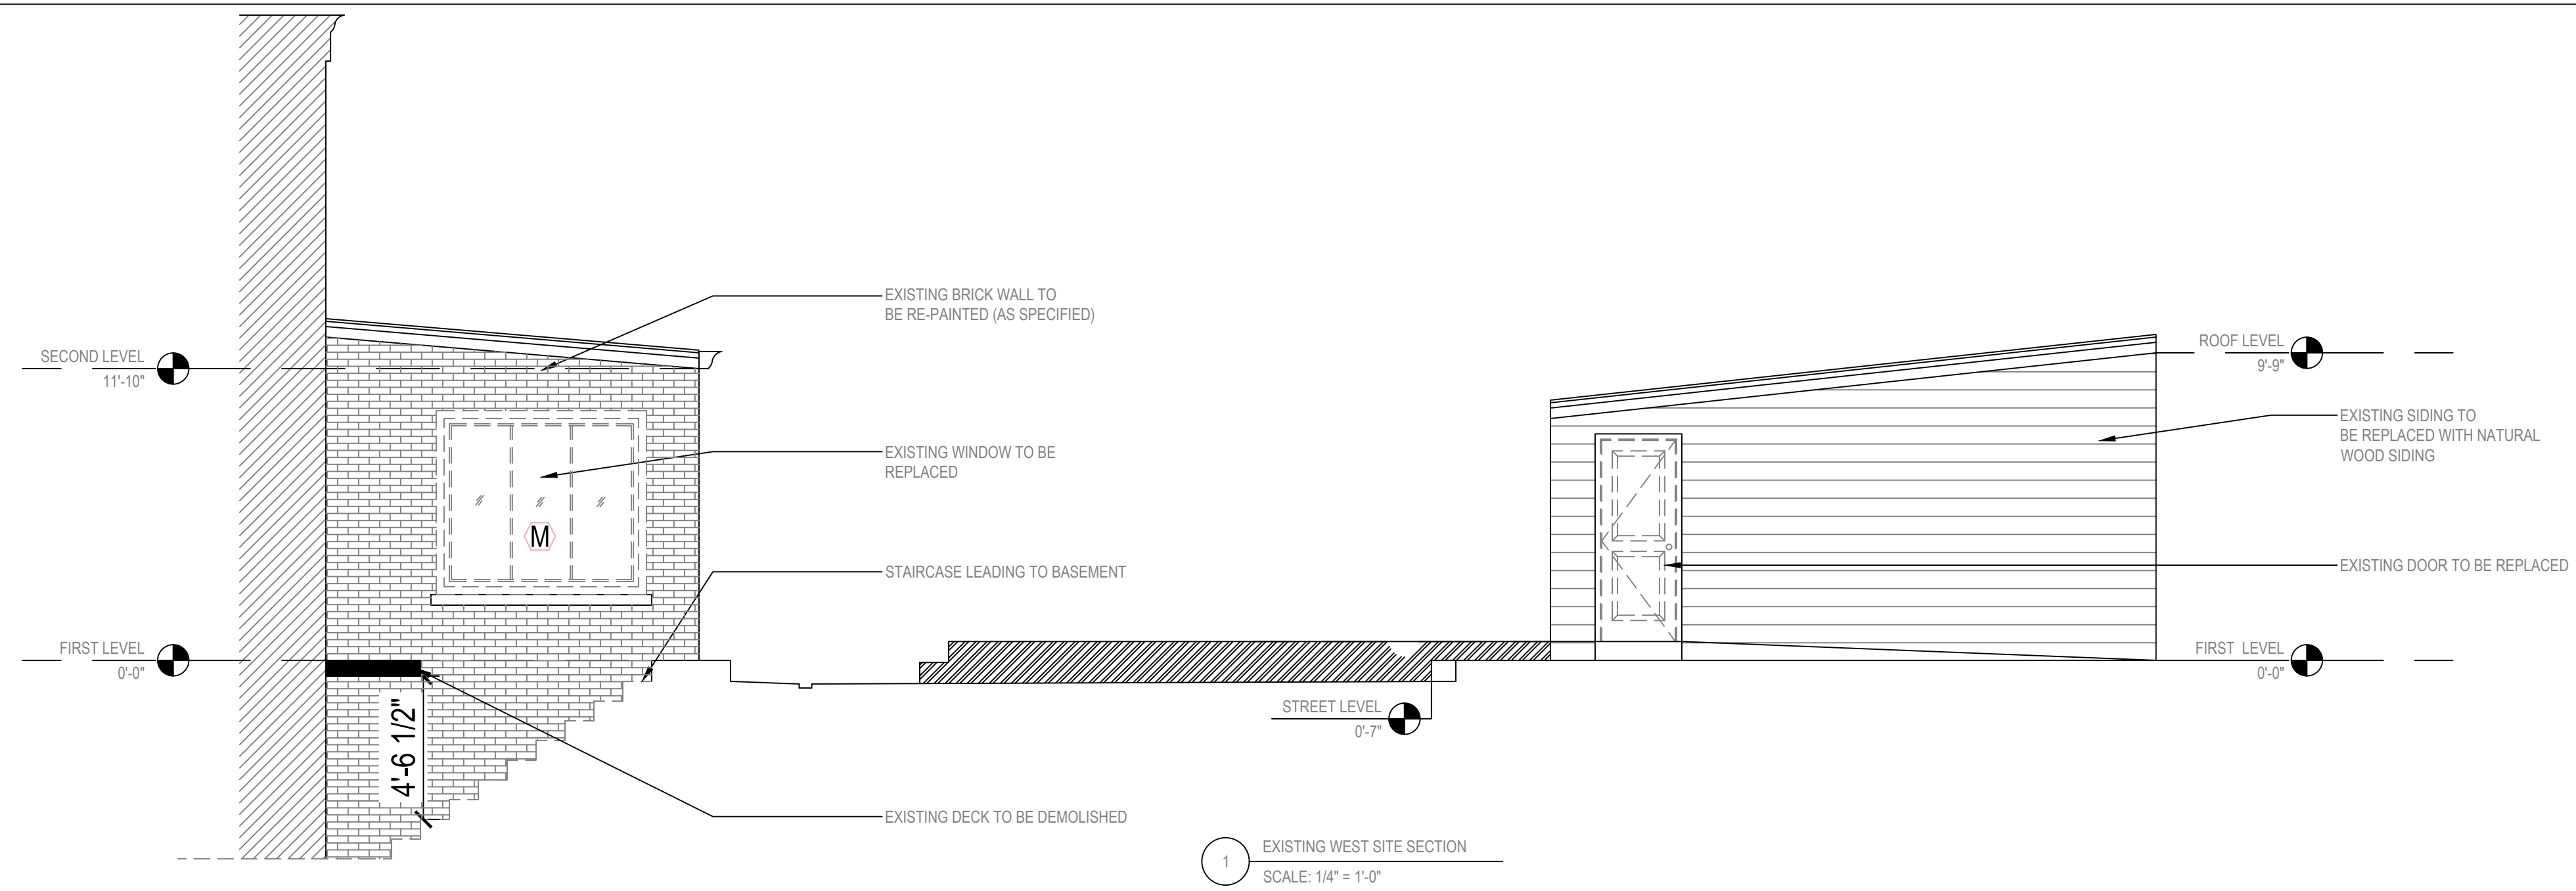 EXISTING BRICK WALL TO
BE RE-PAINTED (AS SPECIFIED)
SECOND LEVEL
11'-10"
ROOF LEVEL
9'-9"
EXISTING SIDING TO
BE REPLACED WITH NATURAL
WOOD SIDING
EXISTING WINDOW TO BE
REPLACED
M
STAIRCASE LEADING TO BASEMENT
EXISTING DOOR TO BE REPLACED
FIRST LEVEL
0'-0"
FIRST LEVEL
0'-0"
STREET LEVEL
0'-7"
4'-6 1/2"
EXISTING DECK TO BE DEMOLISHED
1
EXISTING WEST SITE SECTION
SCALE: 1/4" = 1'-0"